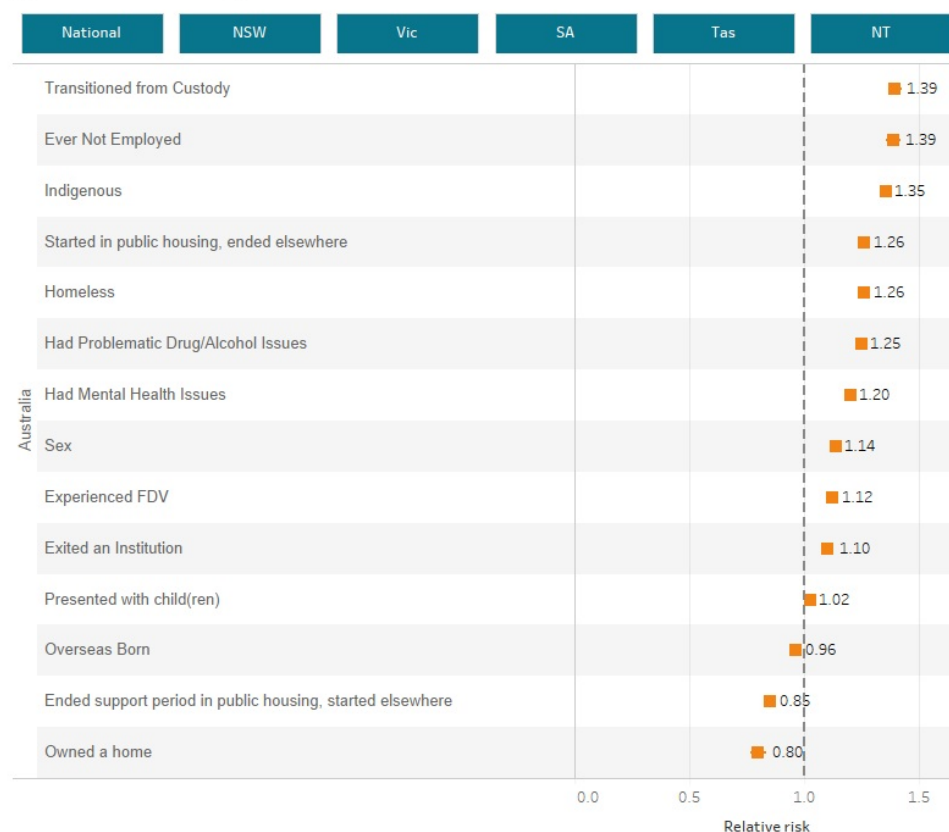 National NSW Vic SA Tas NT
Australia
Transitioned from Custody 1.39
Ever Not Employed 1.39
Indigenous 1.35
Started in public housing, ended elsewhere 1.26
Homeless 1.26
Had Problematic Drug/Alcohol Issues 1.25
Had Mental Health Issues 1.20
Sex 1.14
Experienced FDV 1.12
Exited an Institution 1.10
Presented with child(ren) 1.02
Overseas Born 0.96
Ended support period in public housing, started elsewhere 0.85
Owned a home 0.80
0.0 0.5 1.0 1.5
Relative risk